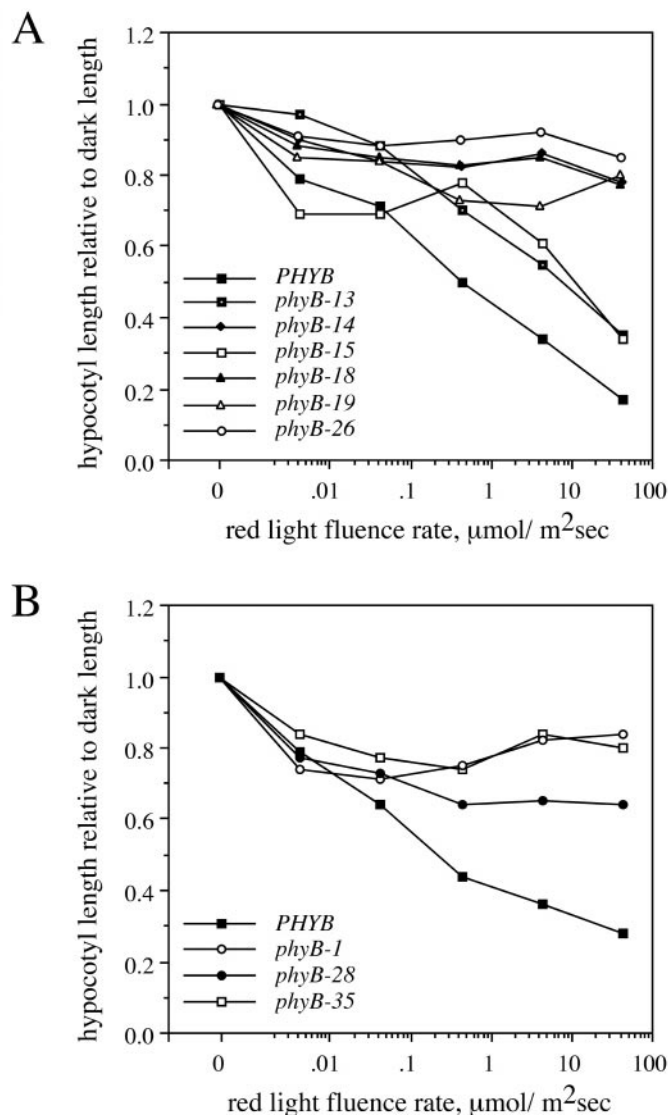 A
hypocotyl length relative to dark length
1.2
1.0
0.8
0.6
0.4
0.2
0.0
PHYB
phyB-13
phyB-14
phyB-15
phyB-18
phyB-19
phyB-26
0 .01 .1 1 10 100
red light fluence rate, μmol/ m²sec
B
hypocotyl length relative to dark length
1.2
1.0
0.8
0.6
0.4
0.2
0.0
PHYB
phyB-1
phyB-28
phyB-35
0 .01 .1 1 10 100
red light fluence rate, μmol/ m²sec